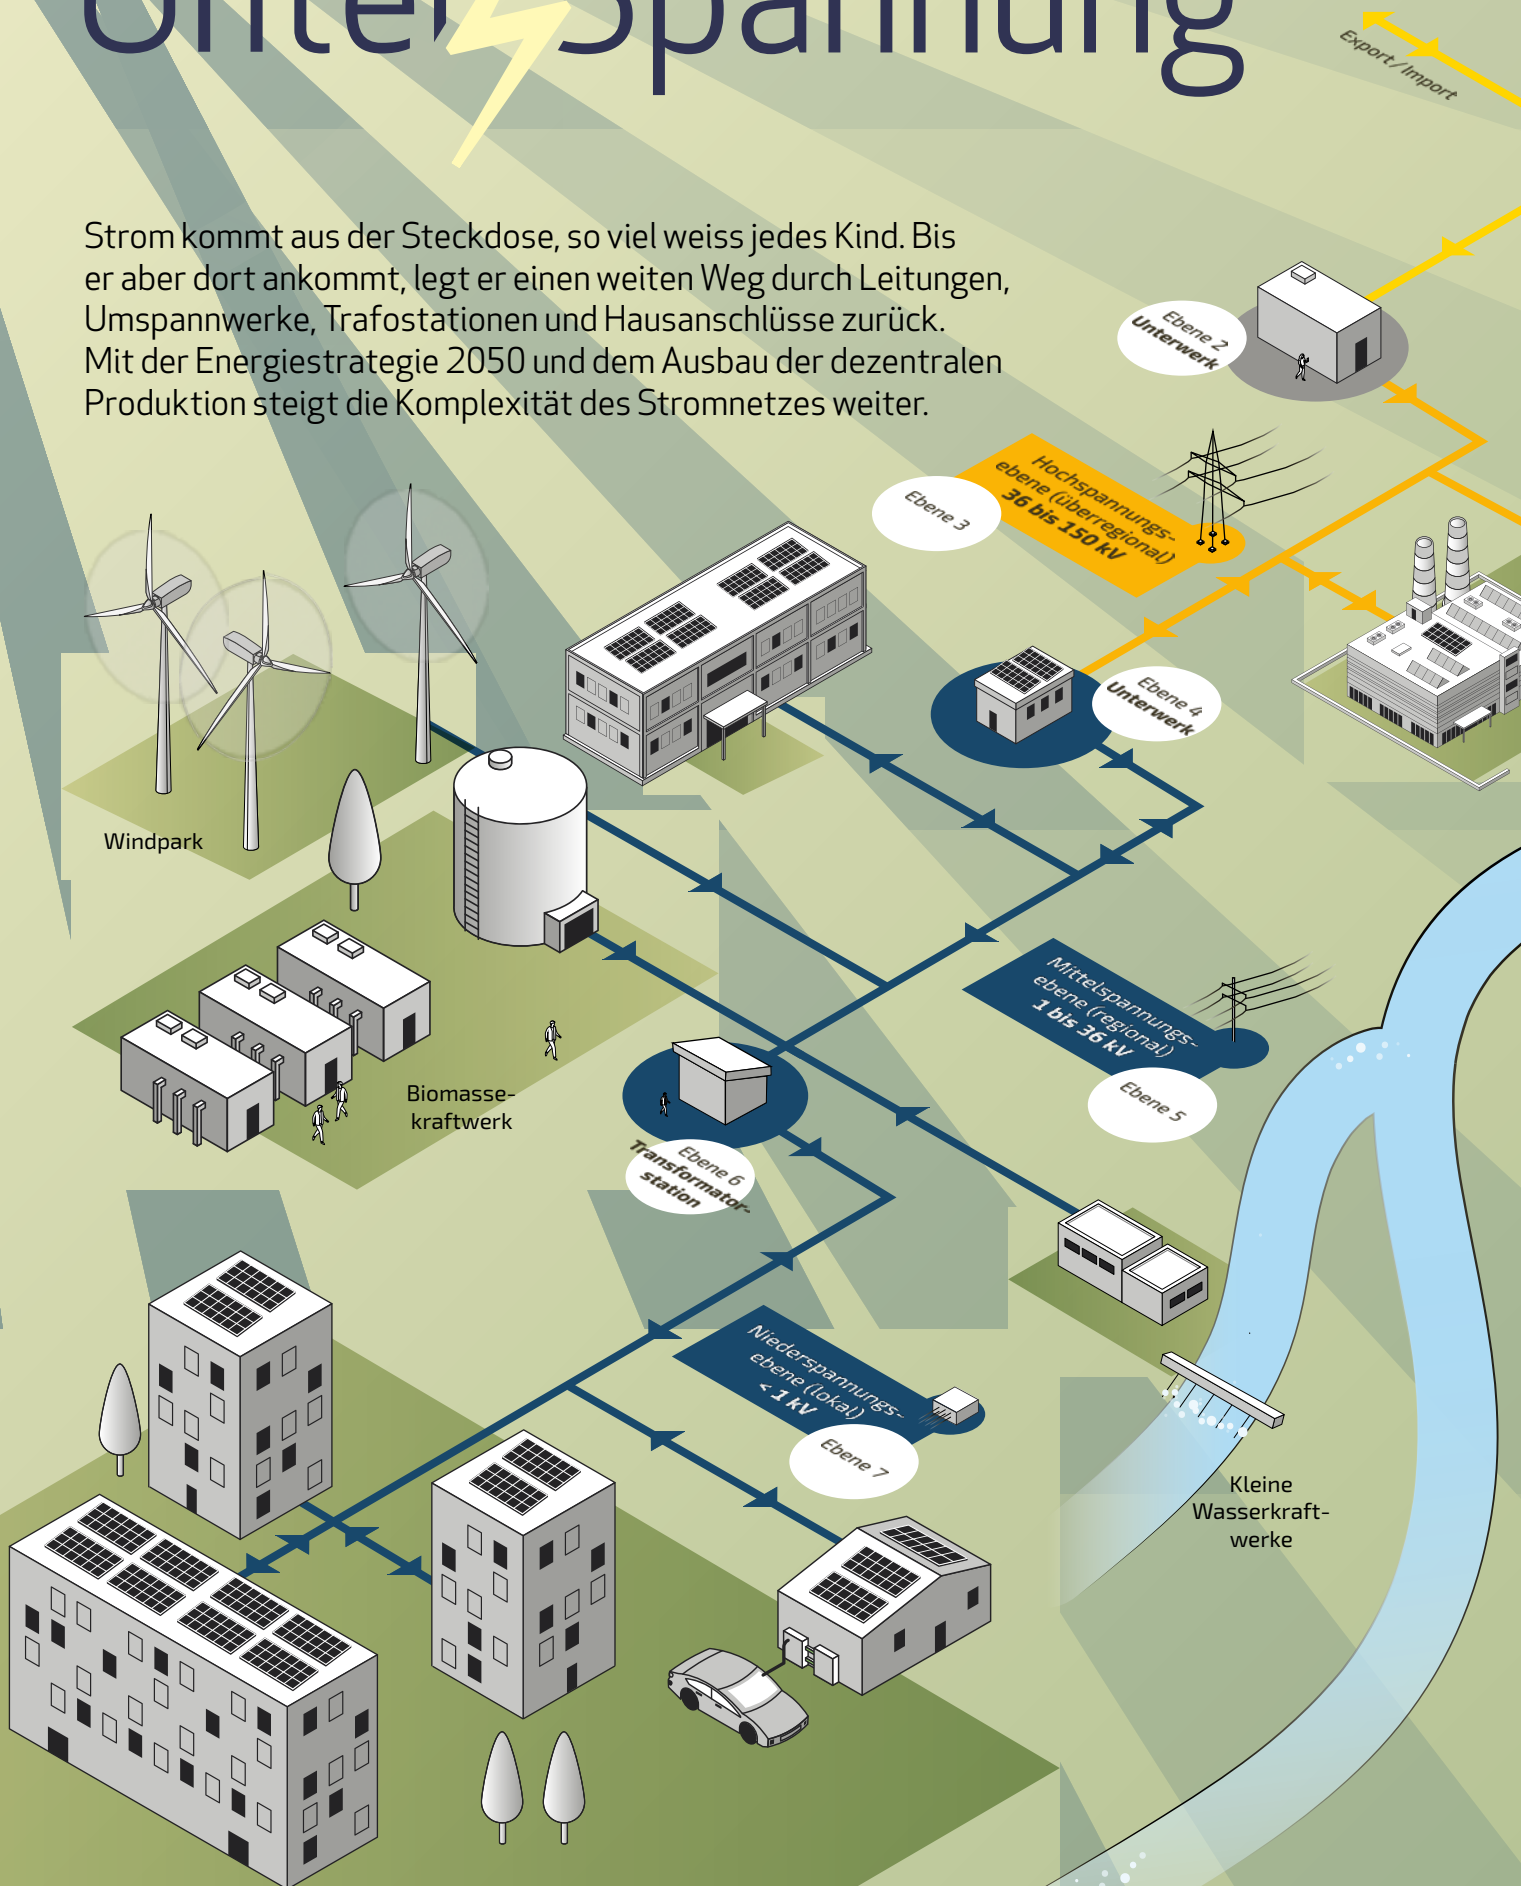 Unter Spannung
Export / Import
Strom kommt aus der Steckdose, so viel weiss jedes Kind. Bis
er aber dort ankommt, legt er einen weiten Weg durch Leitungen,
Umspannwerke, Trafostationen und Hausanschlüsse zurück.
Mit der Energiestrategie 2050 und dem Ausbau der dezentralen
Produktion steigt die Komplexität des Stromnetzes weiter.
Ebene 2
Unterwerk
Hochspannungs-
ebene (überregional)
36 bis 150 kV
Ebene 3
Ebene 4
Unterwerk
Windpark
Mittelspannungs-
ebene (regional)
1 bis 36 kV
Ebene 5
Biomasse-
kraftwerk
Ebene 6
Transformator-
station
Niederspannungs-
ebene (lokal)
< 1 kV
Ebene 7
Kleine
Wasserkraft-
werke